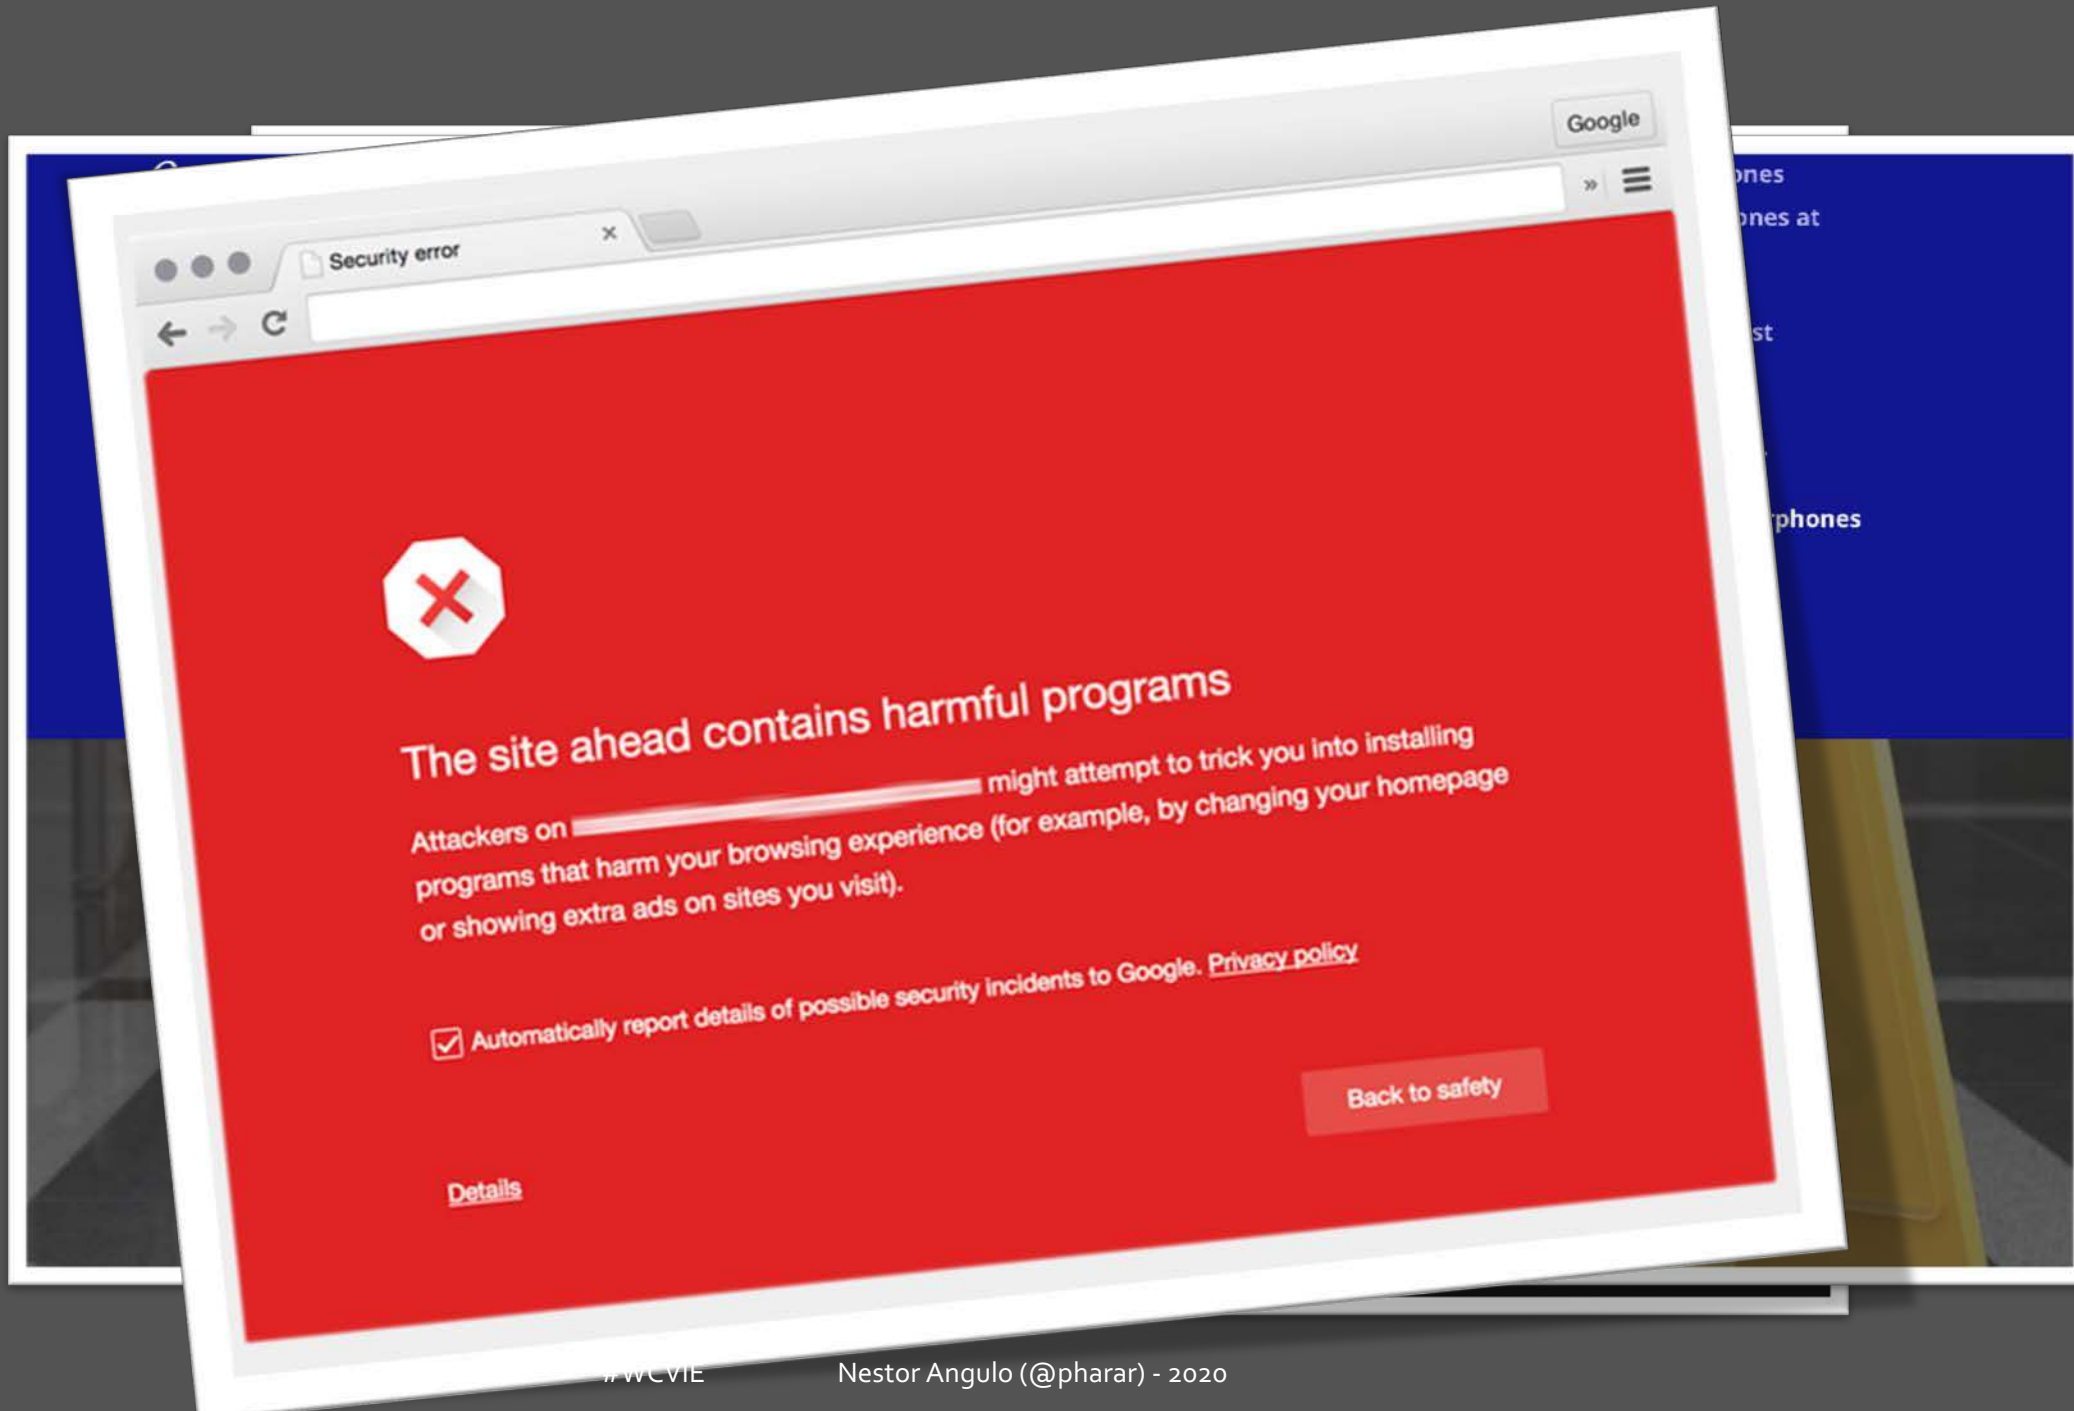 Google
Security error
The site ahead contains harmful programs
Attackers on
might attempt to trick you into installing
programs that harm your browsing experience (for example, by changing your homepage
or showing extra ads on sites you visit).
Automatically report details of possible security incidents to Google. Privacy policy
Back to safety
Details
ones
ones at
st
phones
#WCVIE
Nestor Angulo (@pharar) - 2020